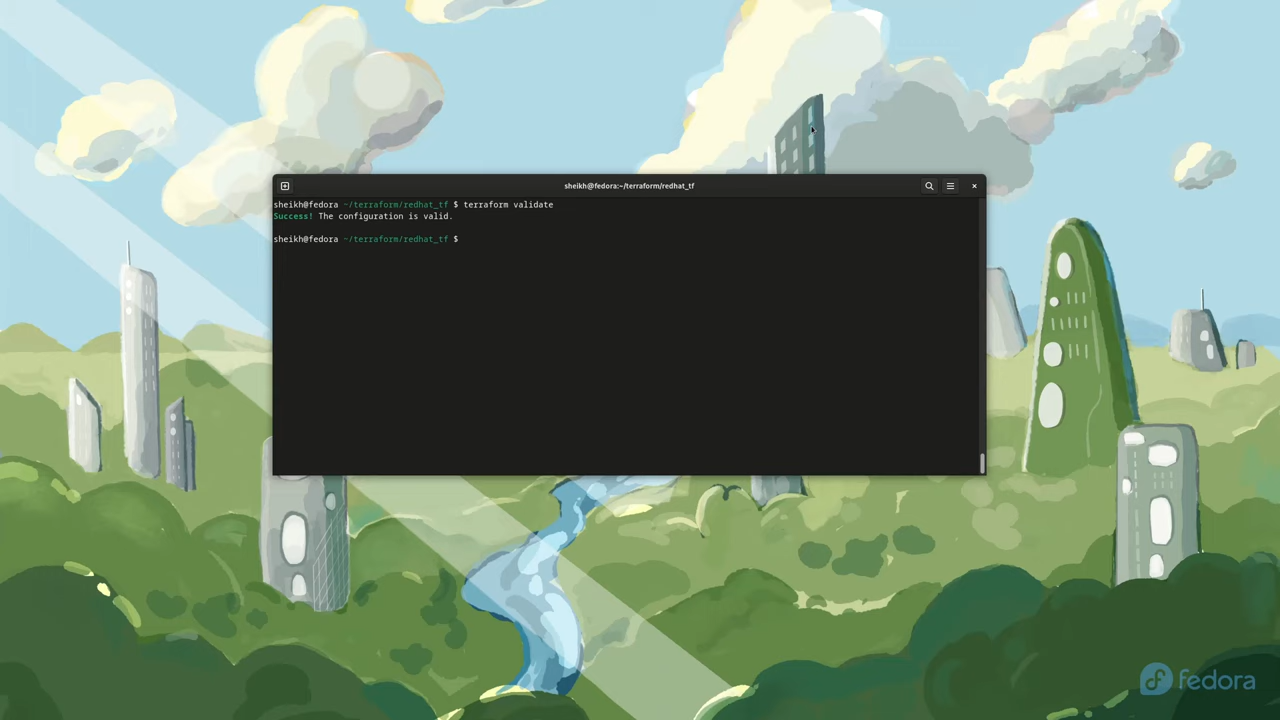 sheikh@fedora:~/terraform/redhat_tf
sheikh@fedora ~/terraform/redhat_tf $ terraform validate
Success! The configuration is valid.
sheikh@fedora ~/terraform/redhat_tf $
fedora